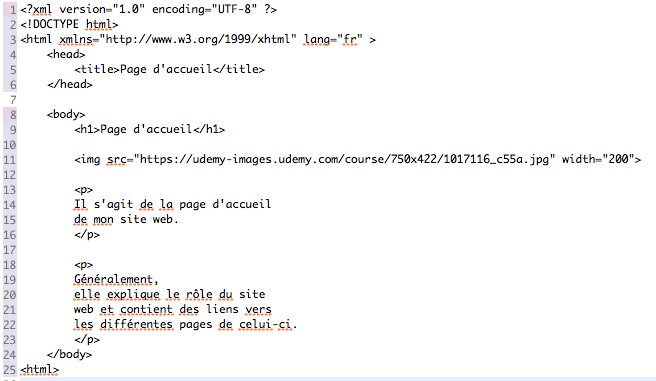 1 <?xml version="1.0" encoding="UTF-8" ?>
2 <!DOCTYPE html>
3 <html xmlns="http://www.w3.org/1999/xhtml" lang="fr" >
4 <head>
5 <title>Page d'accueil</title>
6 </head>
7
8 <body>
9 <h1>Page d'accueil</h1>
10
11 <img src="https://udemy-images.udemy.com/course/750x422/1017116_c55a.jpg" width="200">
12
13 <p>
14 Il s'agit de la page d'accueil
15 de mon site web.
16 </p>
17
18 <p>
19 Généralement,
20 elle explique le rôle du site
21 web et contient des liens vers
22 les différentes pages de celui-ci.
23 </p>
24 </body>
25 <html>